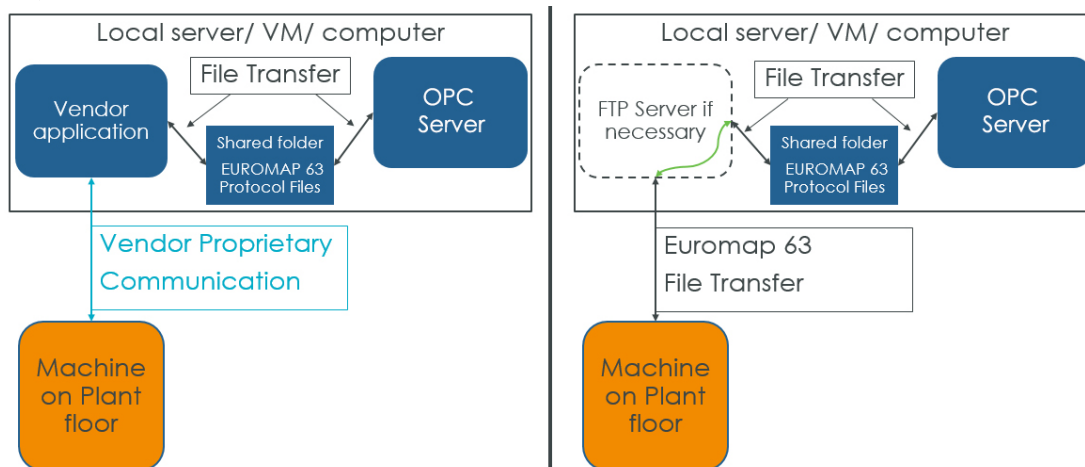 Local server/ VM/ computer
File Transfer
Vendor
application
OPC
Server
Shared folder
EUROMAP 63
Protocol Files
Vendor Proprietary
Communication
Machine
on Plant
floor
Local server/ VM/ computer
File Transfer
FTP Server if
necessary
OPC
Server
Shared folder
EUROMAP 63
Protocol Files
Euromap 63
File Transfer
Machine
on Plant
floor